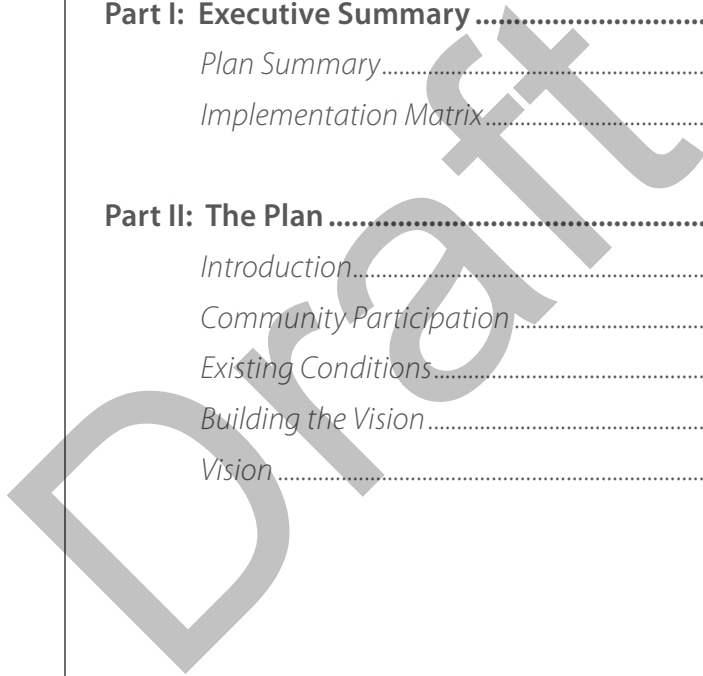 Part I:  Executive Summary ..............................
Plan Summary......................................................
Implementation Matrix....................................
Part II:  The Plan ...................................................
Introduction..........................................................
Community Participation ...............................
Existing Conditions............................................
Building the Vision .............................................
Vision .......................................................................
Draft